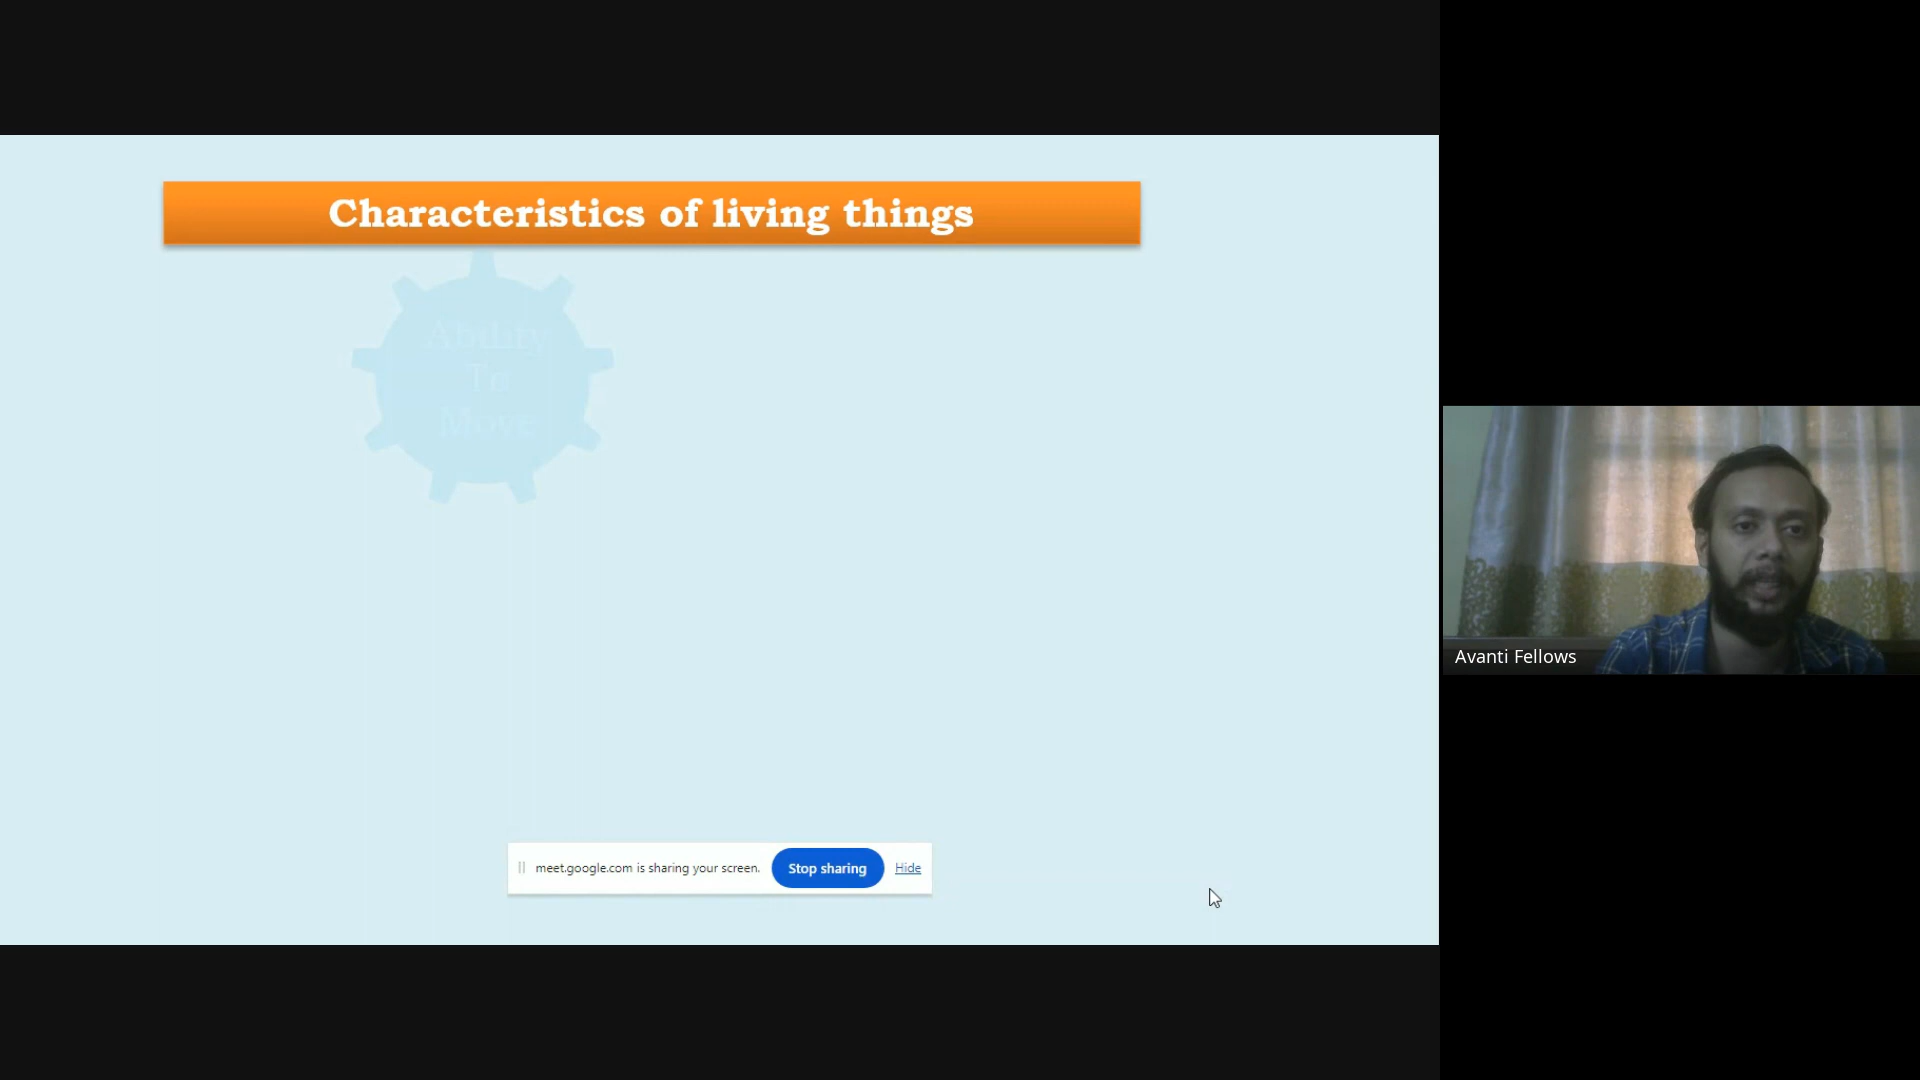 Characteristics of living things
Ability
To
Move
meet.google.com is sharing your screen.
Stop sharing
Hide
Avanti Fellows